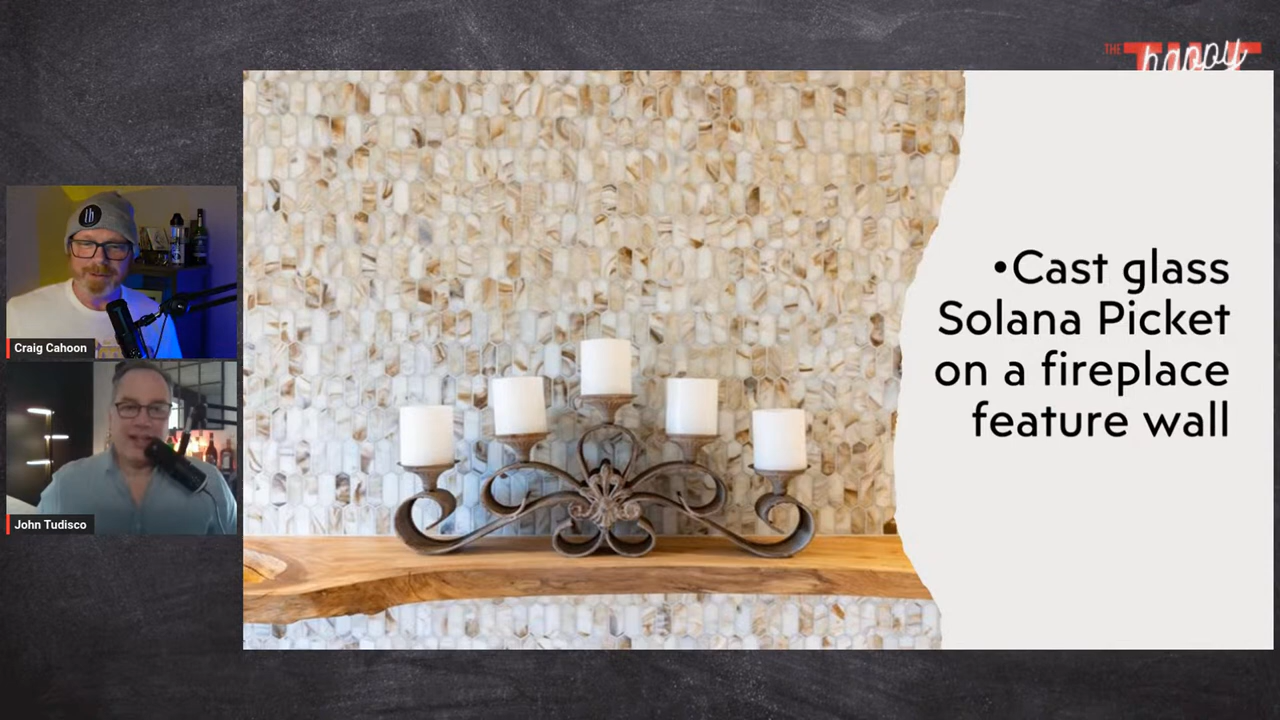 THE
happy
Craig Cahoon
John Tudisco
•Cast glass
Solana Picket
on a fireplace
feature wall